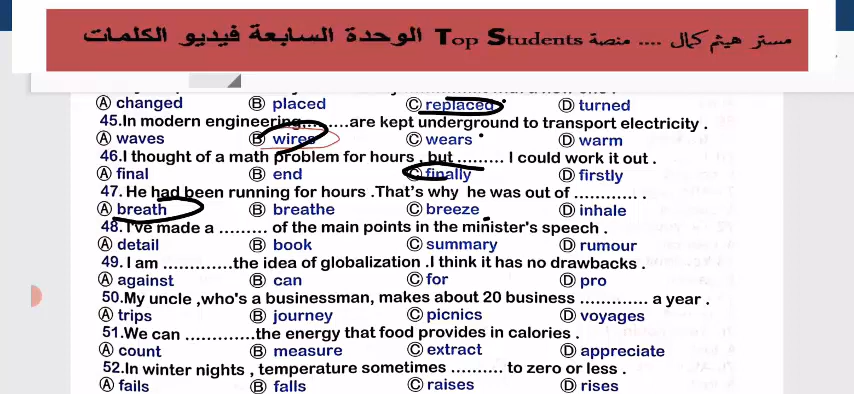 مستر هيثم كمال .... منصة Top Students الوحدة السابعة فيديو الكلمات
Ⓐ changed Ⓑ placed Ⓒ replaced Ⓓ turned
45.In modern engineering.........are kept underground to transport electricity .
Ⓐ waves Ⓑ wires Ⓒ wears Ⓓ warm
46.I thought of a math problem for hours , but ......... I could work it out .
Ⓐ final Ⓑ end Ⓒ finally Ⓓ firstly
47. He had been running for hours .That's why he was out of ............ .
Ⓐ breath Ⓑ breathe Ⓒ breeze Ⓓ inhale
48. I've made a ......... of the main points in the minister's speech .
Ⓐ detail Ⓑ book Ⓒ summary Ⓓ rumour
49. I am .............the idea of globalization .I think it has no drawbacks .
Ⓐ against Ⓑ can Ⓒ for Ⓓ pro
50.My uncle ,who's a businessman, makes about 20 business ............. a year .
Ⓐ trips Ⓑ journey Ⓒ picnics Ⓓ voyages
51.We can .............the energy that food provides in calories .
Ⓐ count Ⓑ measure Ⓒ extract Ⓓ appreciate
52.In winter nights , temperature sometimes .......... to zero or less .
Ⓐ fails Ⓑ falls Ⓒ raises Ⓓ rises